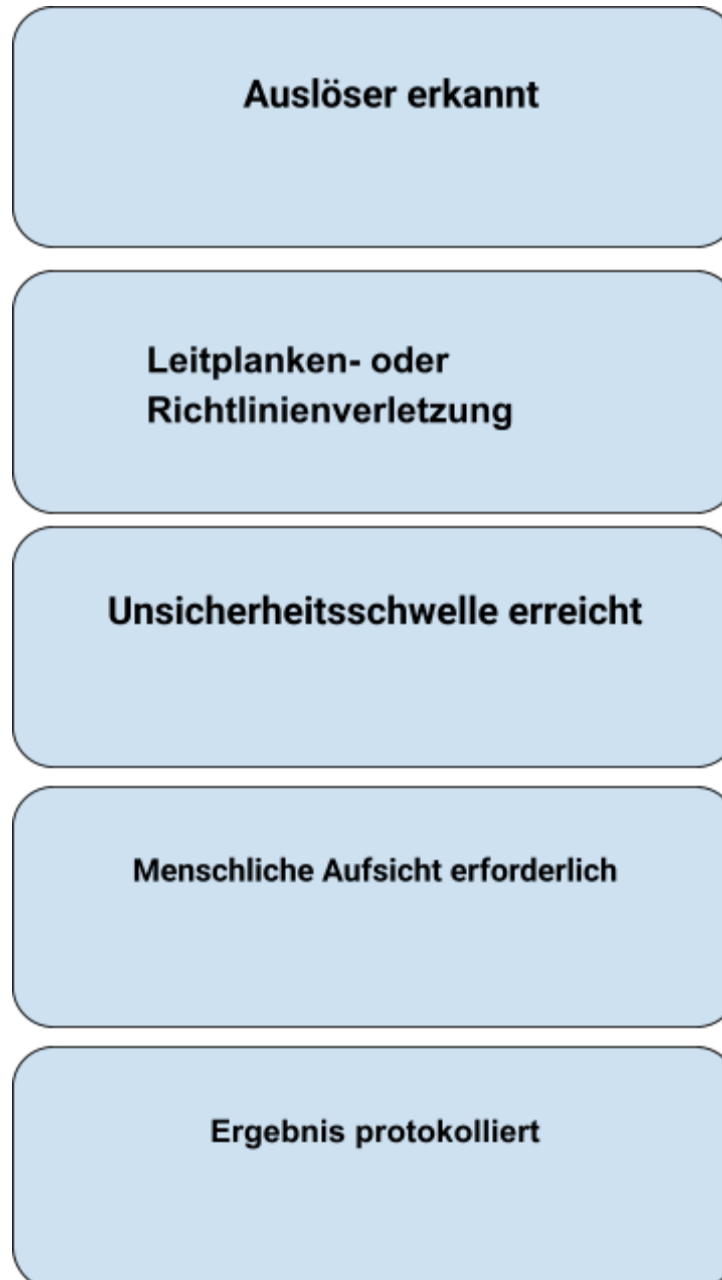 Auslöser erkannt
Leitplanken- oder
Richtlinienverletzung
Unsicherheitsschwelle erreicht
Menschliche Aufsicht erforderlich
Ergebnis protokolliert